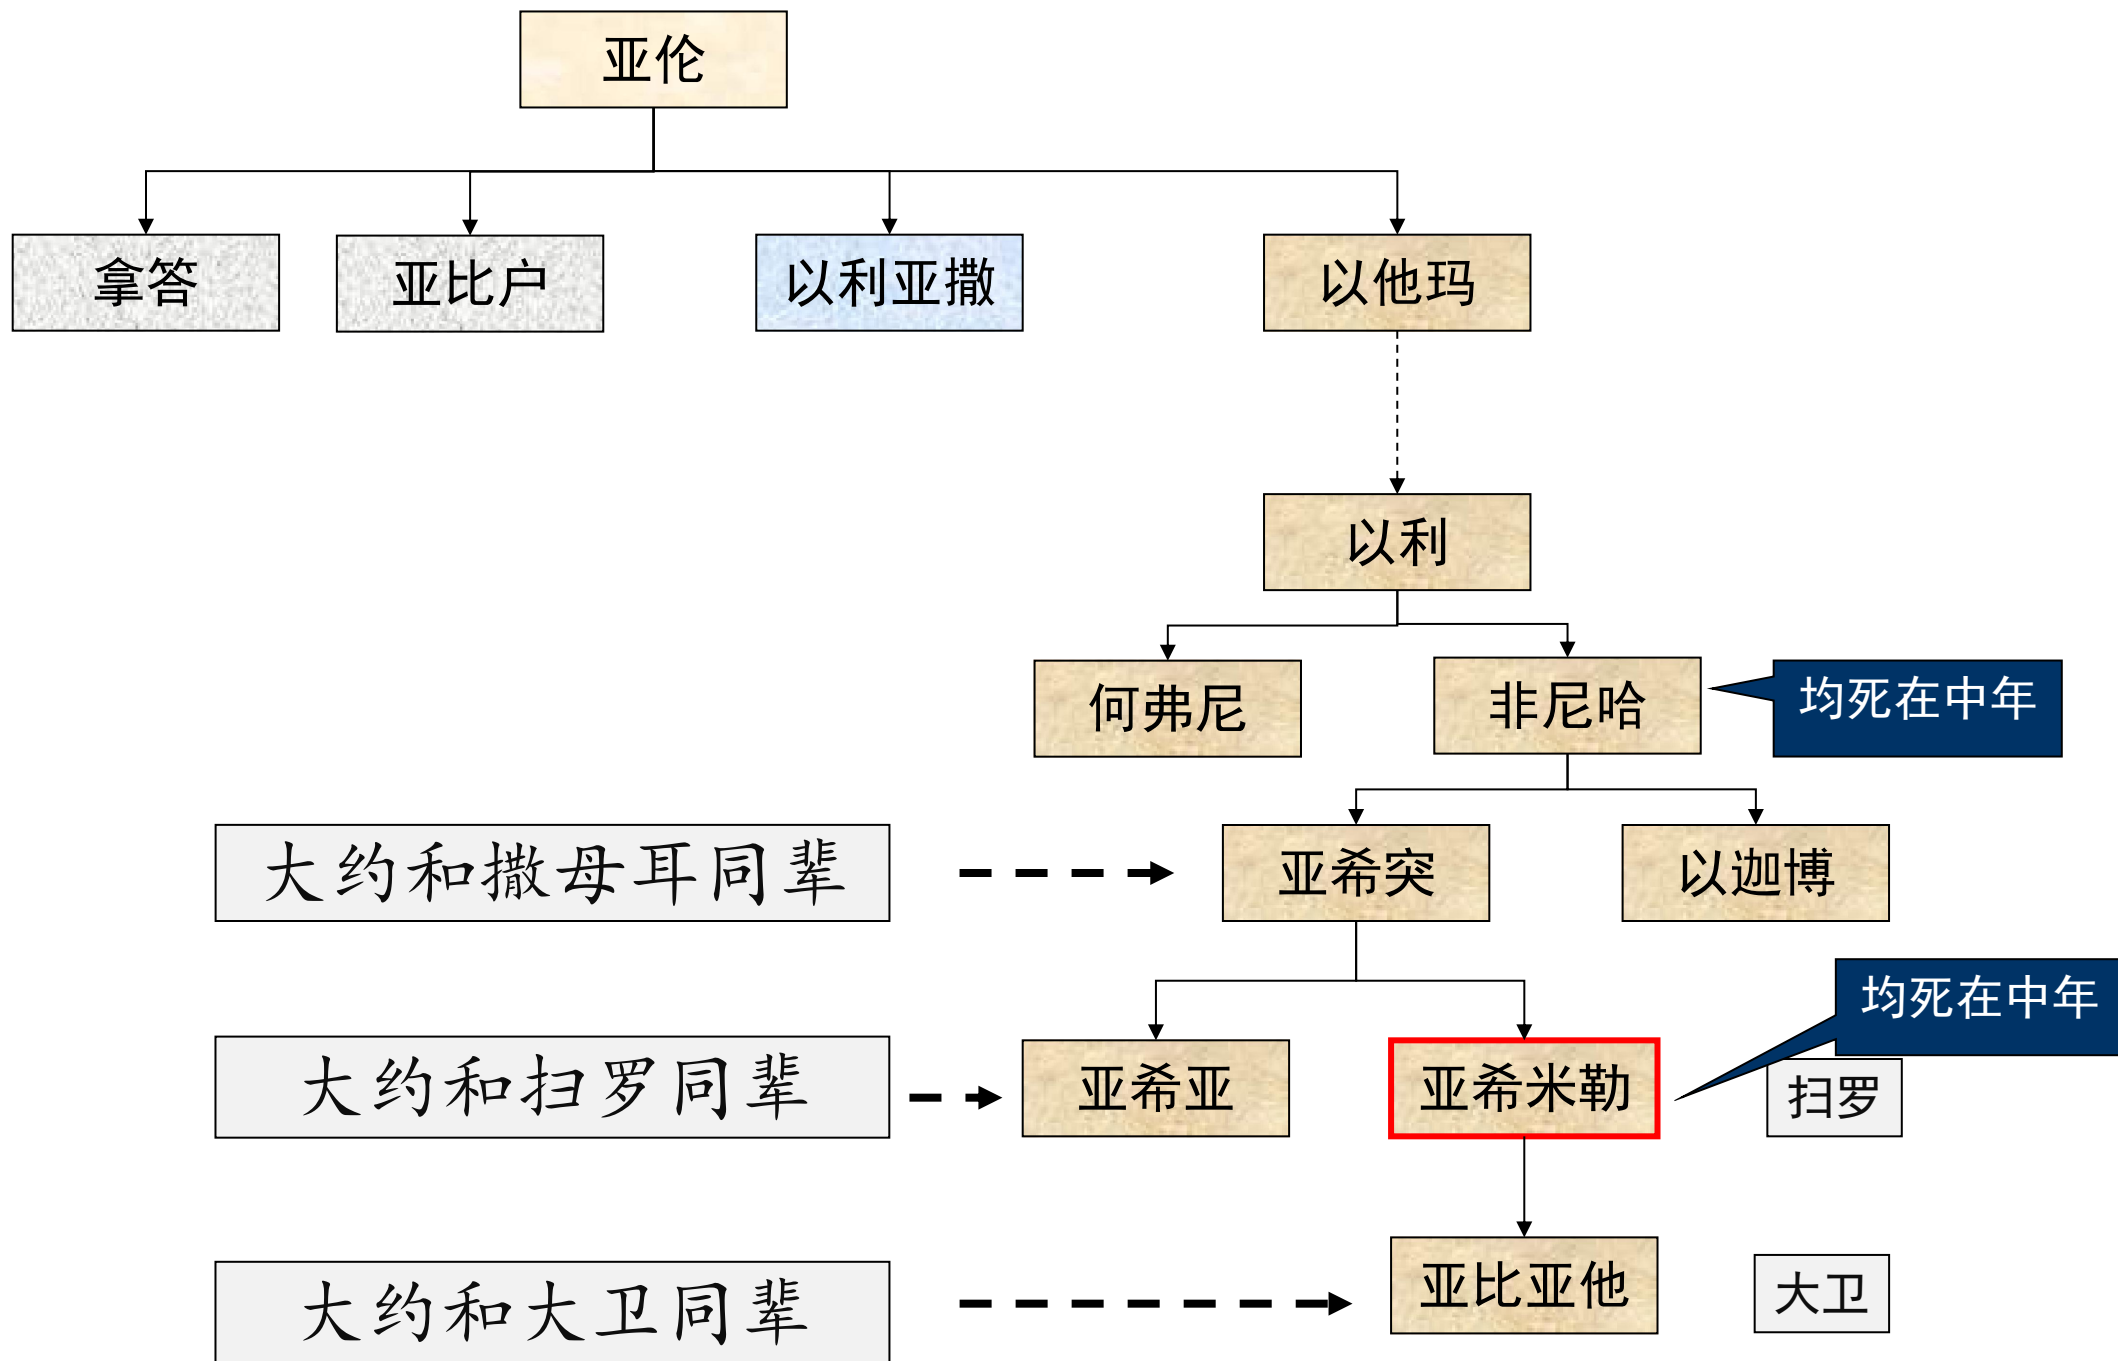 亚伦
拿答
亚比户
以利亚撒
以他玛
以利
何弗尼
非尼哈
均死在中年
大约和撒母耳同辈
亚希突
以迦博
均死在中年
大约和扫罗同辈
亚希亚
亚希米勒
扫罗
大约和大卫同辈
亚比亚他
大卫